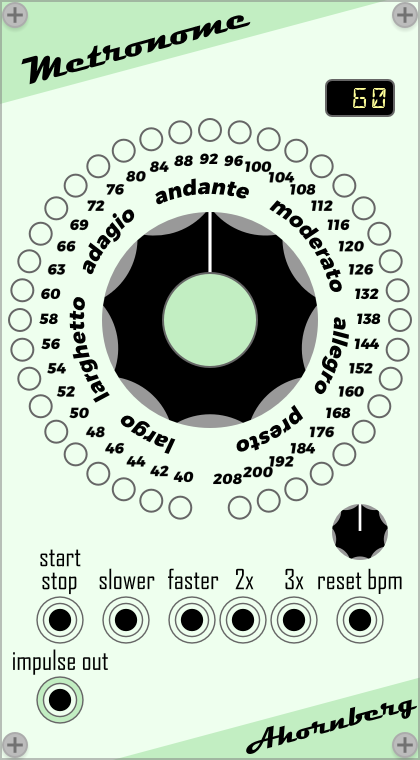 Metronome
60
40
42
44
46
48
50
52
54
56
58
60
63
66
69
72
76
80
84
88
92
96
100
104
108
112
116
120
126
132
138
144
152
160
168
176
184
192
200
208
largo
larghetto
adagio
andante
moderato
allegro
presto
start
stop
slower
faster
2x
3x
reset bpm
impulse out
Ahornberg